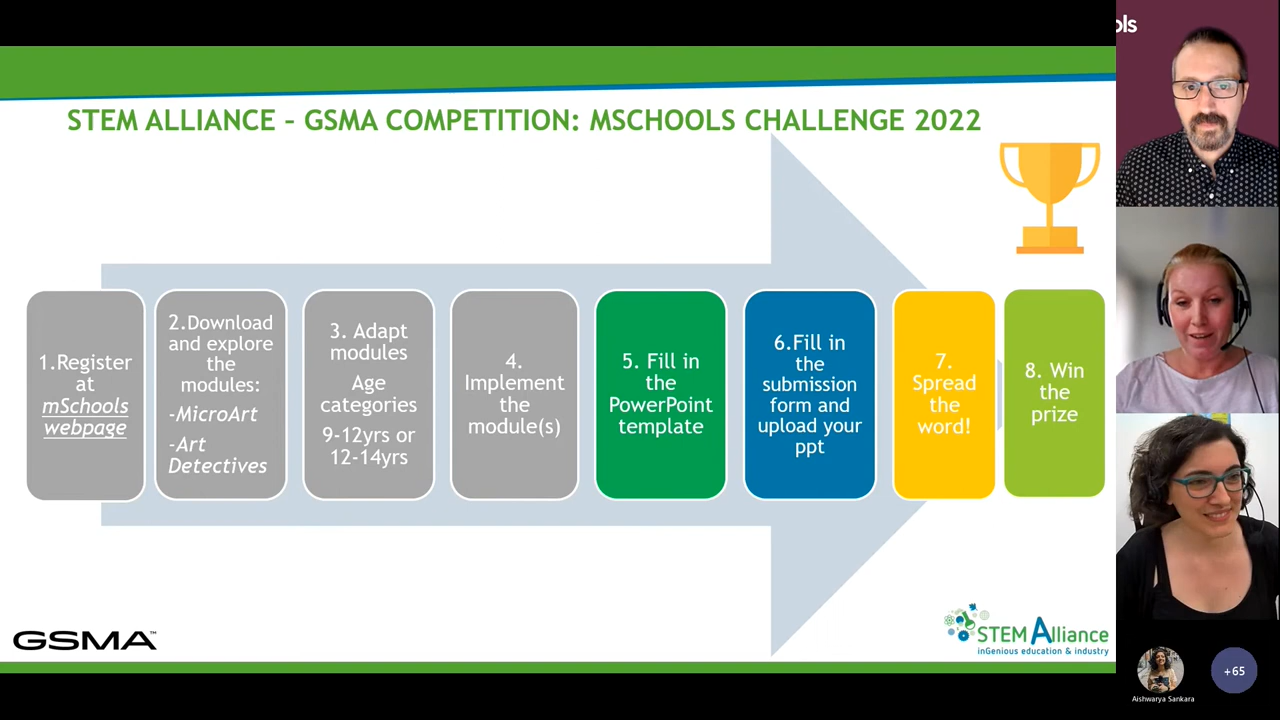 ols
STEM ALLIANCE – GSMA COMPETITION: MSCHOOLS CHALLENGE 2022
1.Register
at
mSchools
webpage
2.Download
and explore
the
modules:
-MicroArt
-Art
Detectives
3. Adapt
modules
Age
categories
9-12yrs or
12-14yrs
4.
Implement
the
module(s)
5. Fill in
the
PowerPoint
template
6.Fill in
the
submission
form and
upload your
ppt
7.
Spread
the
word!
8. Win
the
prize
GSMA™
STEM Alliance
inGenious education & industry
Aishwarya Sankara
+65